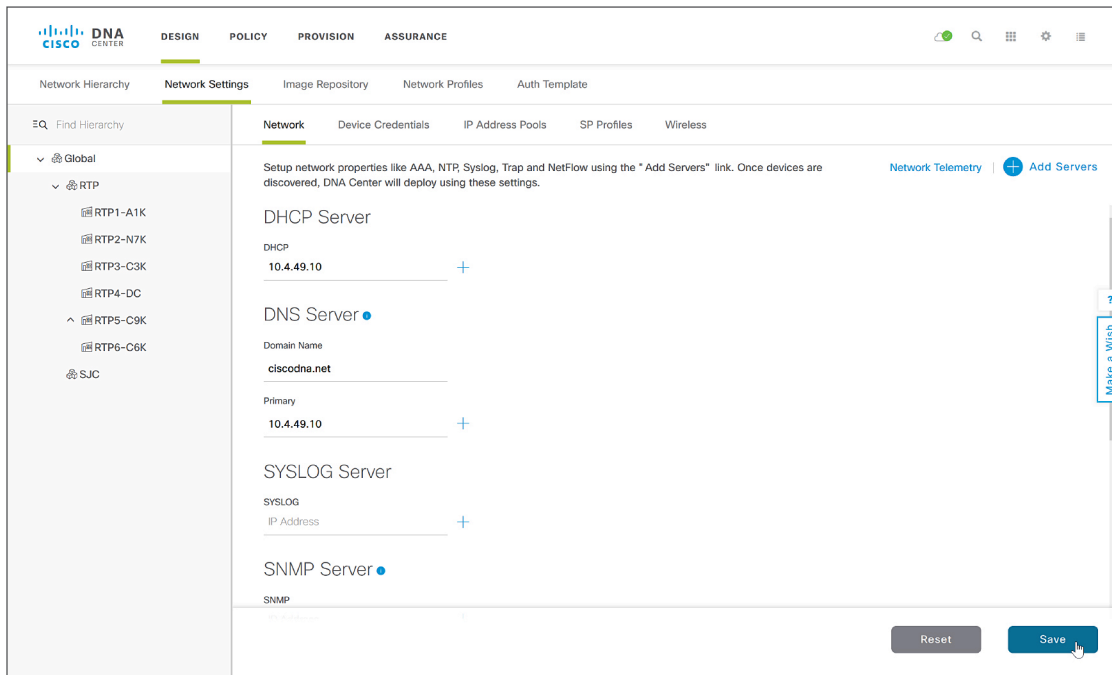 CISCO DNA CENTER
DESIGN POLICY PROVISION ASSURANCE
Network Hierarchy Network Settings Image Repository Network Profiles Auth Template
Find Hierarchy
Global
RTP
RTP1-A1K
RTP2-N7K
RTP3-C3K
RTP4-DC
RTP5-C9K
RTP6-C6K
SJC
Network Device Credentials IP Address Pools SP Profiles Wireless
Setup network properties like AAA, NTP, Syslog, Trap and NetFlow using the " Add Servers" link. Once devices are
discovered, DNA Center will deploy using these settings.
Network Telemetry | Add Servers
DHCP Server
DHCP
10.4.49.10
DNS Server
Domain Name
ciscodna.net
Primary
10.4.49.10
SYSLOG Server
SYSLOG
IP Address
SNMP Server
SNMP
?
Make a Wish
Reset Save